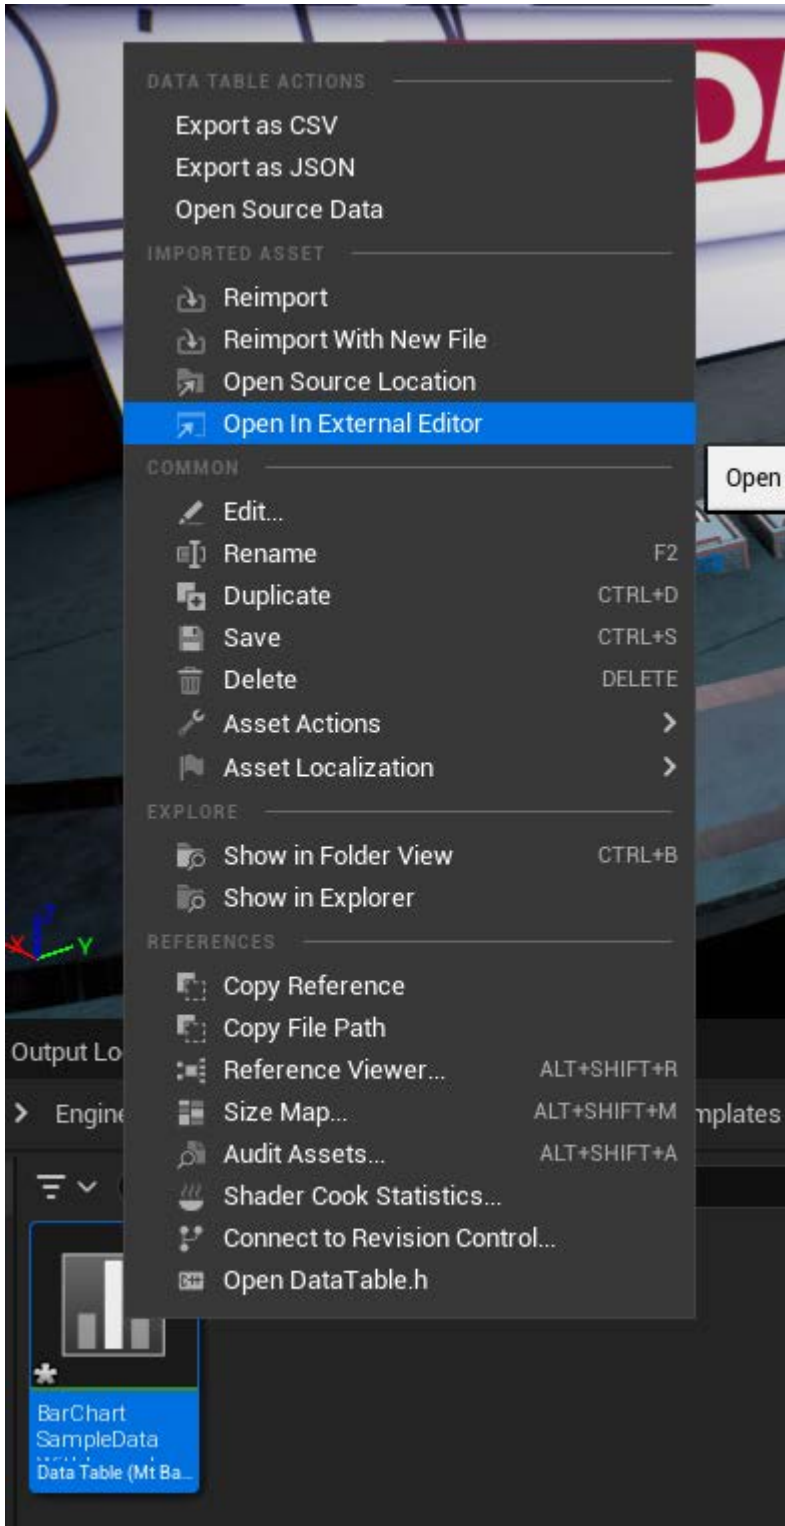 DATA TABLE ACTIONS
Export as CSV
Export as JSON
Open Source Data
IMPORTED ASSET
Reimport
Reimport With New File
Open Source Location
Open In External Editor
Open
COMMON
Edit...
Rename F2
Duplicate CTRL+D
Save CTRL+S
Delete DELETE
Asset Actions
Asset Localization
EXPLORE
Show in Folder View CTRL+B
Show in Explorer
REFERENCES
Copy Reference
Copy File Path
Reference Viewer... ALT+SHIFT+R
Size Map... ALT+SHIFT+M
Audit Assets... ALT+SHIFT+A
Shader Cook Statistics...
Connect to Revision Control...
C++ Open DataTable.h
X Y Z
Output Lo
Engine
mplates
BarChart
SampleData
Data Table (Mt Ba...